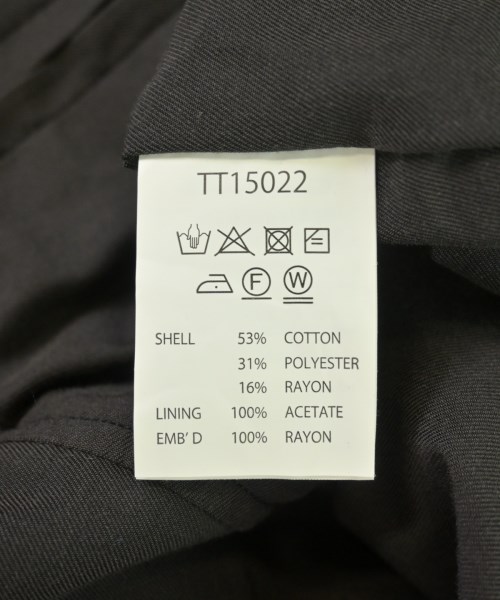 TT15022
F W
SHELL 53% COTTON
31% POLYESTER
16% RAYON
LINING 100% ACETATE
EMB' D 100% RAYON